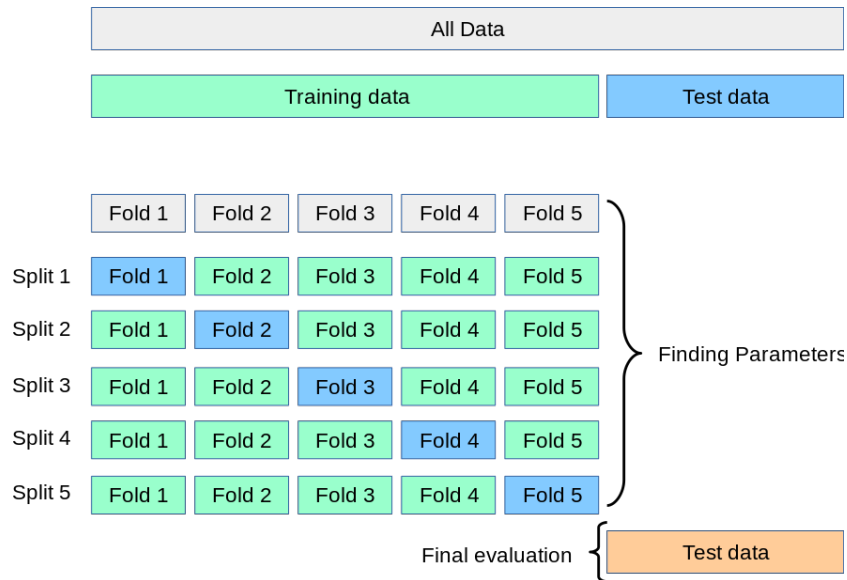 All Data
Training data Test data
Fold 1 Fold 2 Fold 3 Fold 4 Fold 5
Split 1 Fold 1 Fold 2 Fold 3 Fold 4 Fold 5
Split 2 Fold 1 Fold 2 Fold 3 Fold 4 Fold 5
Finding Parameters
Split 3 Fold 1 Fold 2 Fold 3 Fold 4 Fold 5
Split 4 Fold 1 Fold 2 Fold 3 Fold 4 Fold 5
Split 5 Fold 1 Fold 2 Fold 3 Fold 4 Fold 5
Final evaluation Test data